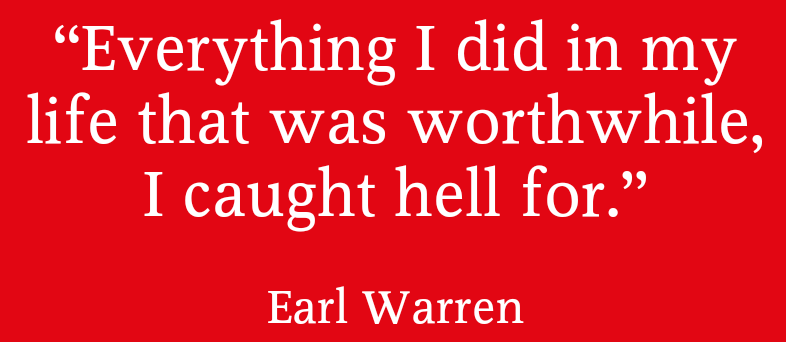 “Everything I did in my
life that was worthwhile,
I caught hell for.”
Earl Warren